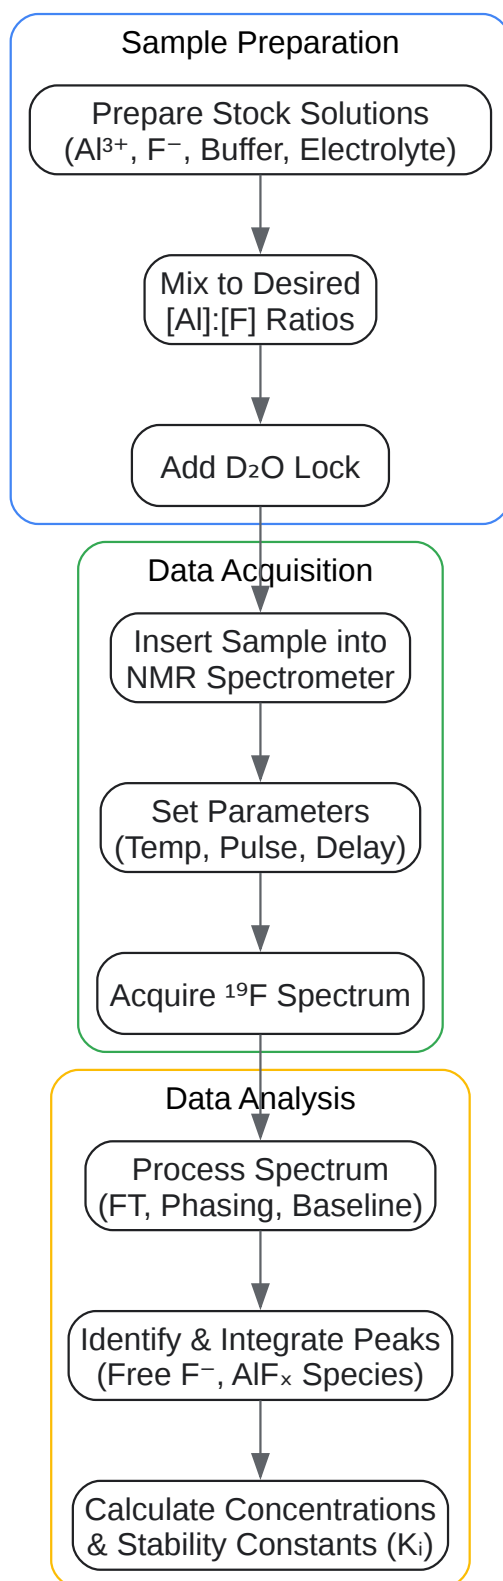 Sample Preparation
Prepare Stock Solutions
(Al³⁺, F⁻, Buffer, Electrolyte)
Mix to Desired
[Al]:[F] Ratios
Add D₂O Lock
Data Acquisition
Insert Sample into
NMR Spectrometer
Set Parameters
(Temp, Pulse, Delay)
Acquire ¹⁹F Spectrum
Data Analysis
Process Spectrum
(FT, Phasing, Baseline)
Identify & Integrate Peaks
(Free F⁻, AlFₓ Species)
Calculate Concentrations
& Stability Constants (Kᵢ)